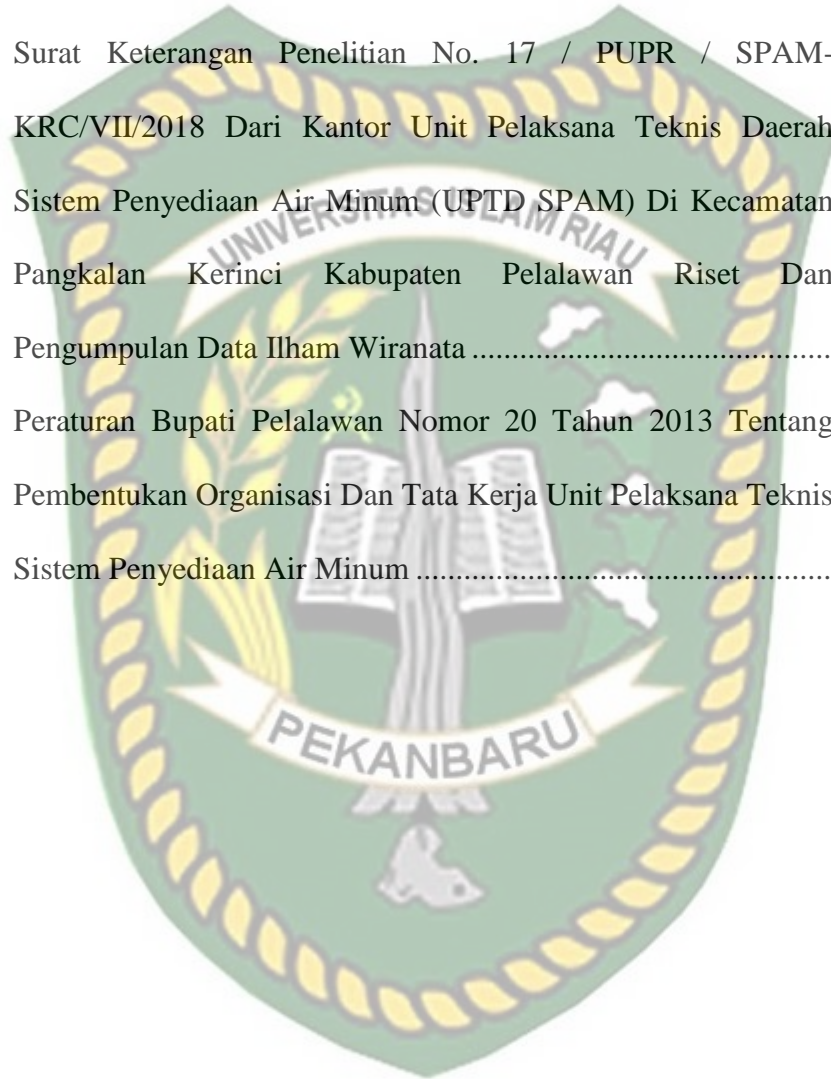 Surat Keterangan Penelitian No. 17 / PUPR / SPAM-
KRC/VII/2018 Dari Kantor Unit Pelaksana Teknis Daerah
Sistem Penyediaan Air Minum (UPTD SPAM) Di Kecamatan
UNIVERSITAS ISLAM RIAU
Pangkalan Kerinci Kabupaten Pelalawan Riset Dan
Pengumpulan Data Ilham Wiranata .............................................
Peraturan Bupati Pelalawan Nomor 20 Tahun 2013 Tentang
Pembentukan Organisasi Dan Tata Kerja Unit Pelaksana Teknis
Sistem Penyediaan Air Minum ....................................................
PEKANBARU